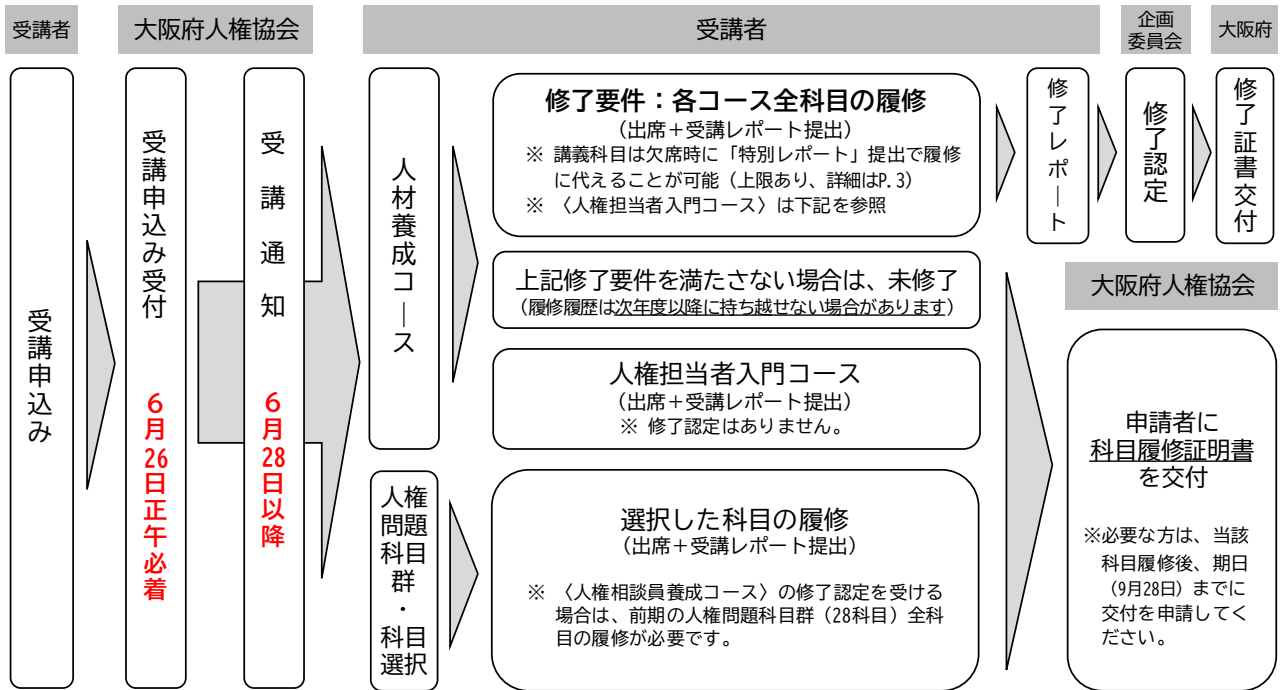 受講者
大阪府人権協会
受講者
企画
委員会
大阪府
受講申込み
受講申込み受付 6月26日正午必着
受講通知 6月28日以降
人材養成コース
修了要件：各コース全科目の履修
（出席＋受講レポート提出）
※ 講義科目は欠席時に「特別レポート」提出で履修
に代えることが可能（上限あり、詳細はP.3）
※ 〈人権担当者入門コース〉は下記を参照
修了レポート
修了認定
修了証書交付
上記修了要件を満たさない場合は、未修了
（履修履歴は次年度以降に持ち越せない場合があります）
人権担当者入門コース
（出席＋受講レポート提出）
※ 修了認定はありません。
人権
問題
科目
群
・
科目
選択
選択した科目の履修
（出席＋受講レポート提出）
※ 〈人権相談員養成コース〉の修了認定を受ける
場合は、前期の人権問題科目群（28科目）全科
目の履修が必要です。
大阪府人権協会
申請者に
科目履修証明書
を交付
※必要な方は、当該
科目履修後、期日
（9月28日）までに
交付を申請してく
ださい。